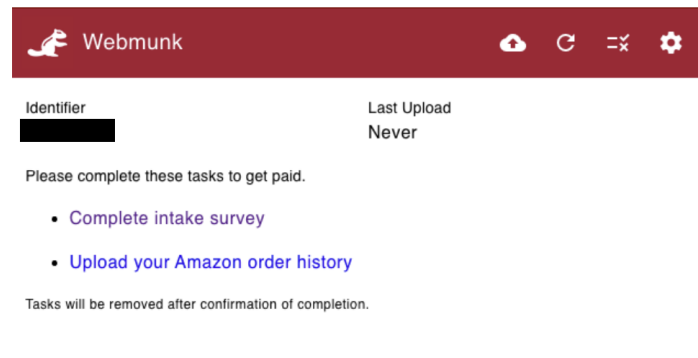 Webmunk
Identifier
Last Upload
Never
Please complete these tasks to get paid.
Complete intake survey
Upload your Amazon order history
Tasks will be removed after confirmation of completion.